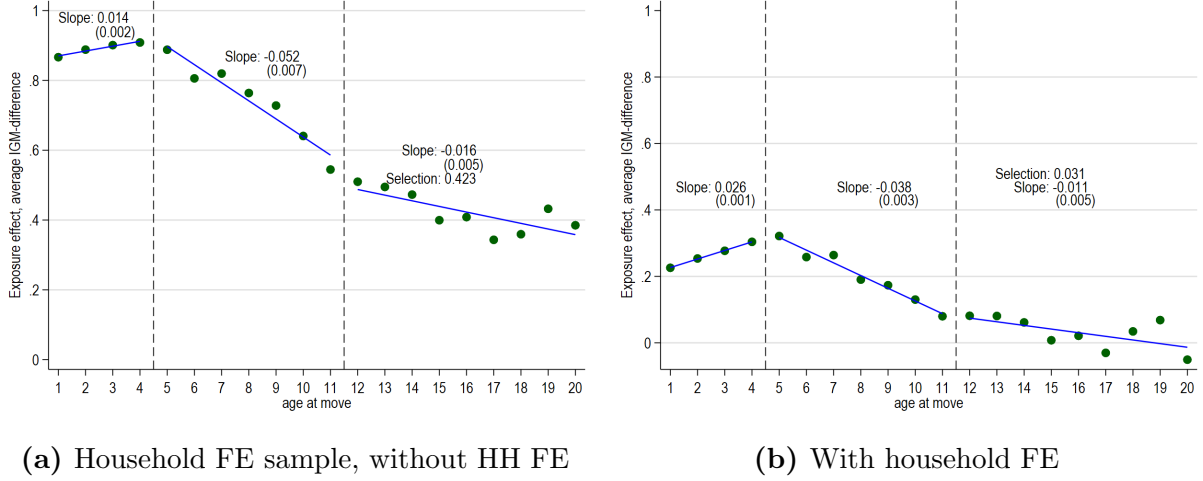 Slope: 0.014
(0.002)
Slope: -0.052
(0.007)
Slope: -0.016
(0.005)
Selection: 0.423
Exposure effect, average IGM-difference
1
.8
.6
.4
.2
0
1 2 3 4 5 6 7 8 9 10 11 12 13 14 15 16 17 18 19 20
age at move
(a) Household FE sample, without HH FE
Slope: 0.026
(0.001)
Slope: -0.038
(0.003)
Selection: 0.031
Slope: -0.011
(0.005)
Exposure effect, average IGM-difference
1
.8
.6
.4
.2
0
1 2 3 4 5 6 7 8 9 10 11 12 13 14 15 16 17 18 19 20
age at move
(b) With household FE